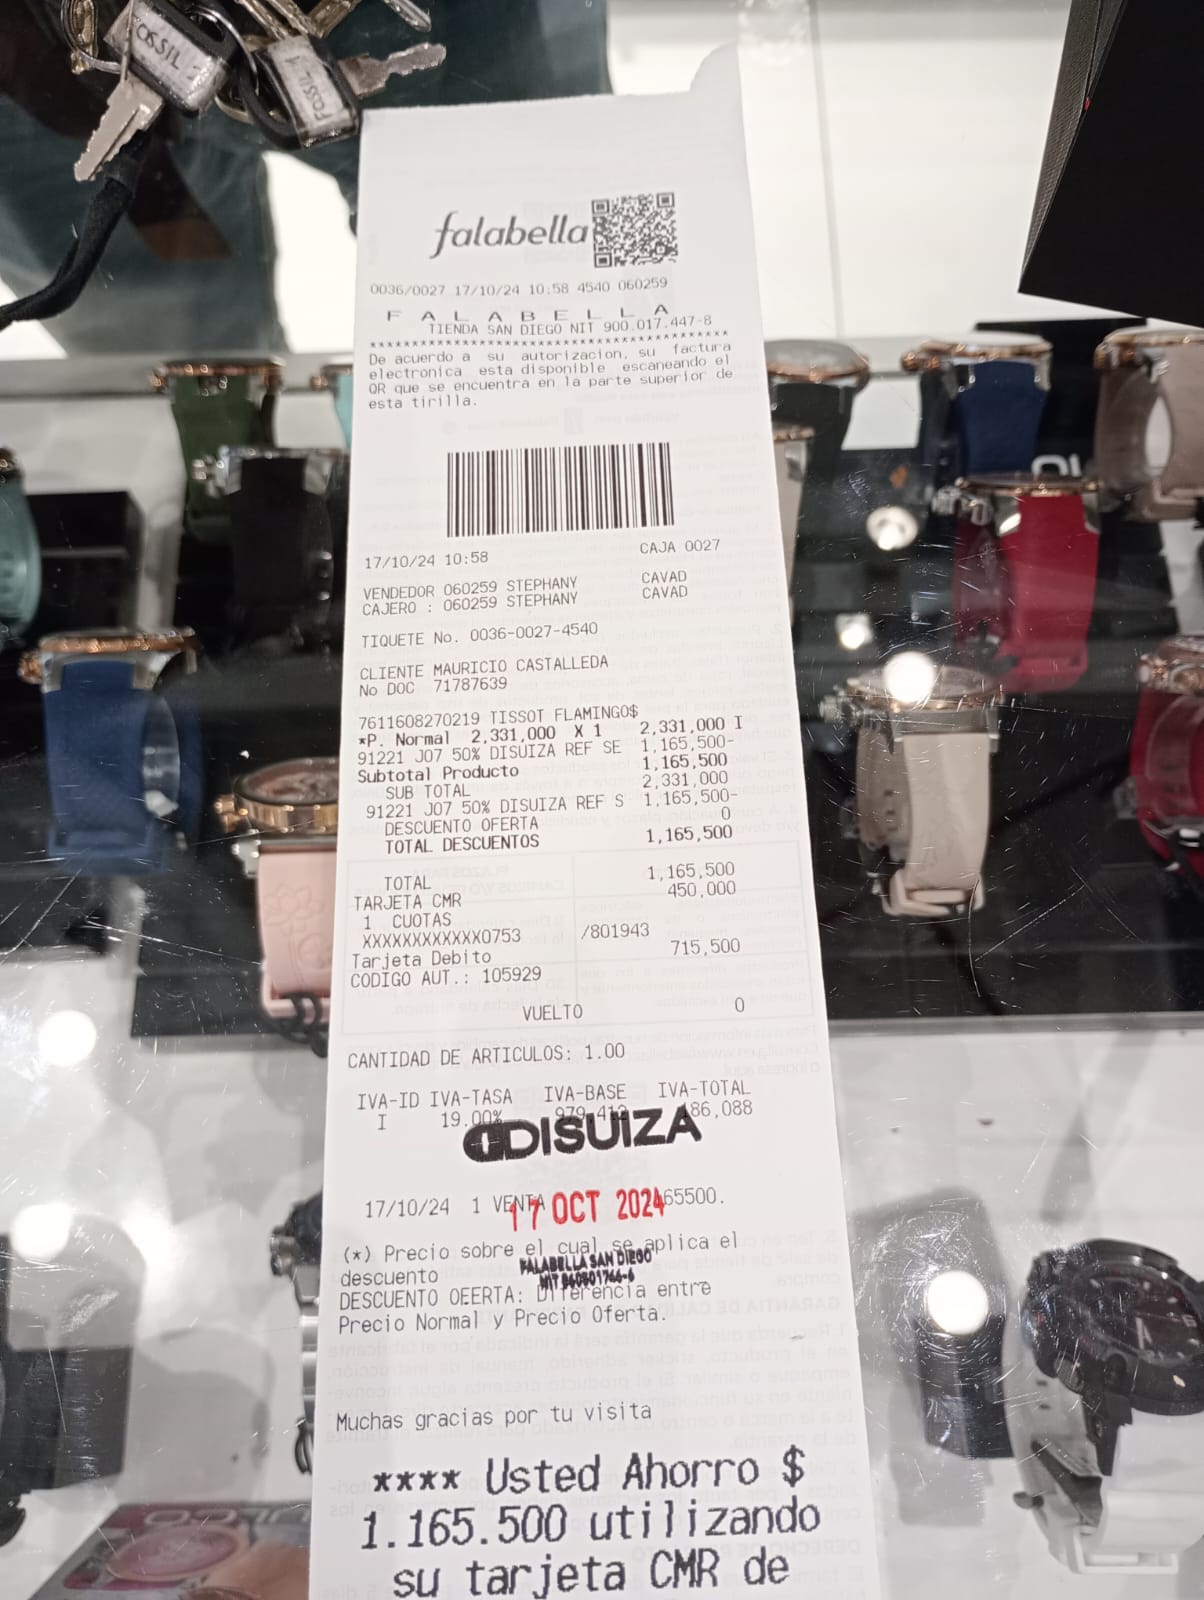 FOSSIL
FOSSIL
falabella
0036/0027 17/10/24 10:58 4540 060259
F A L A B E L L A
TIENDA SAN DIEGO NIT 900.017.447-8
De acuerdo a su autorizacion, su factura
electronica esta disponible escaneando el
QR que se encuentra en la parte superior de
esta tirilla.
17/10/24 10:58 CAJA 0027
VENDEDOR 060259 STEPHANY CAVAD
CAJERO : 060259 STEPHANY CAVAD
TIQUETE No. 0036-0027-4540
CLIENTE MAURICIO CASTALLEDA
No DOC 71787639
7611608270219 TISSOT FLAMINGO$
*P. Normal 2,331,000 X 1 2,331,000 I
91221 J07 50% DISUIZA REF SE 1,165,500-
Subtotal Producto 1,165,500
SUB TOTAL 2,331,000
91221 J07 50% DISUIZA REF S 1,165,500-
DESCUENTO OFERTA 0
TOTAL DESCUENTOS 1,165,500
TOTAL 1,165,500
TARJETA CMR 450,000
1 CUOTAS
XXXXXXXXXXXX0753 /801943
Tarjeta Debito 715,500
CODIGO AUT.: 105929
VUELTO 0
CANTIDAD DE ARTICULOS: 1.00
IVA-ID IVA-TASA IVA-BASE IVA-TOTAL
I 19.00% 979,412 186,088
DISUIZA
17/10/24 1 VENTA 65500.
17 OCT 2024
(*) Precio sobre el cual se aplica el
descuento
FALABELLA SAN DIEGO
DESCUENTO OEERTA: Diferencia entre
Precio Normal y Precio Oferta.
Muchas gracias por tu visita
**** Usted Ahorro $
1.165.500 utilizando
su tarjeta CMR de